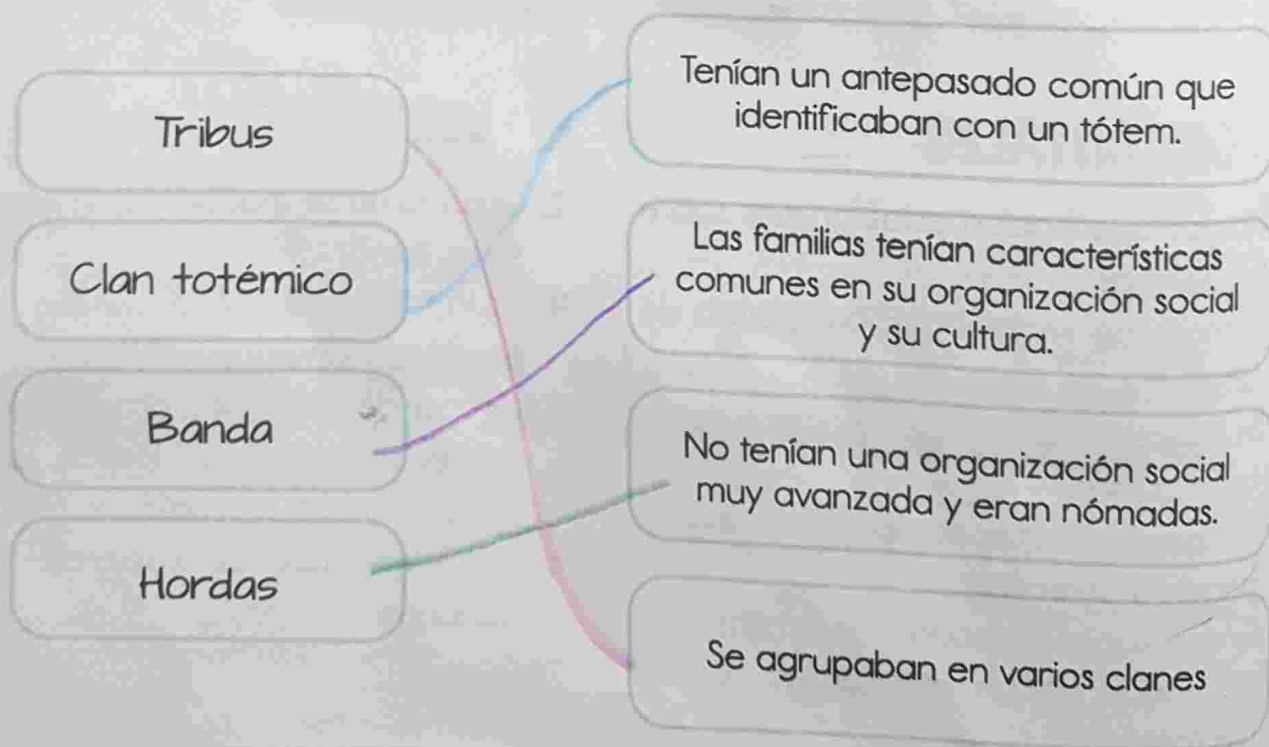 Tribus
Clan totémico
Banda
Hordas
Tenían un antepasado común que
identificaban con un tótem.
Las familias tenían características
comunes en su organización social
y su cultura.
No tenían una organización social
muy avanzada y eran nómadas.
Se agrupaban en varios clanes